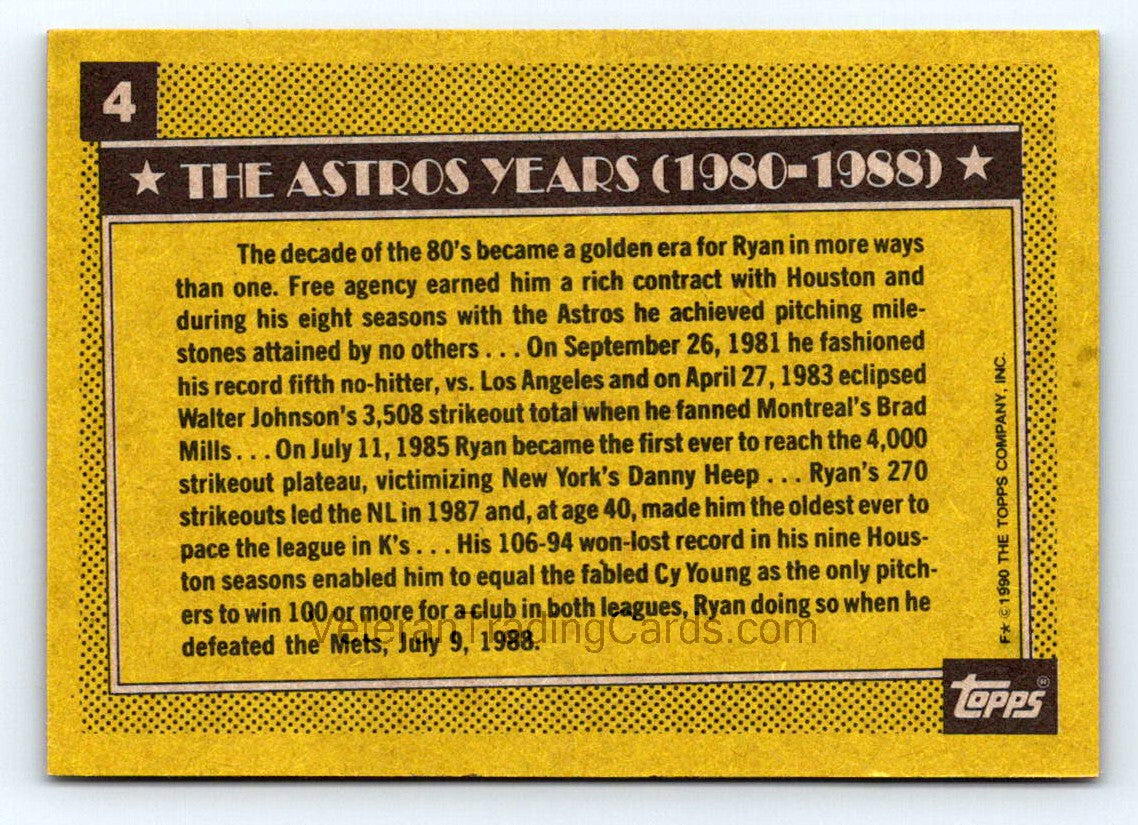 4
★ THE ASTROS YEARS (1980-1988) ★
The decade of the 80's became a golden era for Ryan in more ways
than one. Free agency earned him a rich contract with Houston and
during his eight seasons with the Astros he achieved pitching mile-
stones attained by no others . . . On September 26, 1981 he fashioned
his record fifth no-hitter, vs. Los Angeles and on April 27, 1983 eclipsed
Walter Johnson's 3,508 strikeout total when he fanned Montreal's Brad
Mills . . . On July 11, 1985 Ryan became the first ever to reach the 4,000
strikeout plateau, victimizing New York's Danny Heep . . . Ryan's 270
strikeouts led the NL in 1987 and, at age 40, made him the oldest ever to
pace the league in K's . . . His 106-94 won-lost record in his nine Hous-
ton seasons enabled him to equal the fabled Cy Young as the only pitch-
ers to win 100 or more for a club in both leagues, Ryan doing so when he
defeated the Mets, July 9, 1988.
VeteranTradingCards.com
F★ © 1990 THE TOPPS COMPANY, INC.
TOPPS®